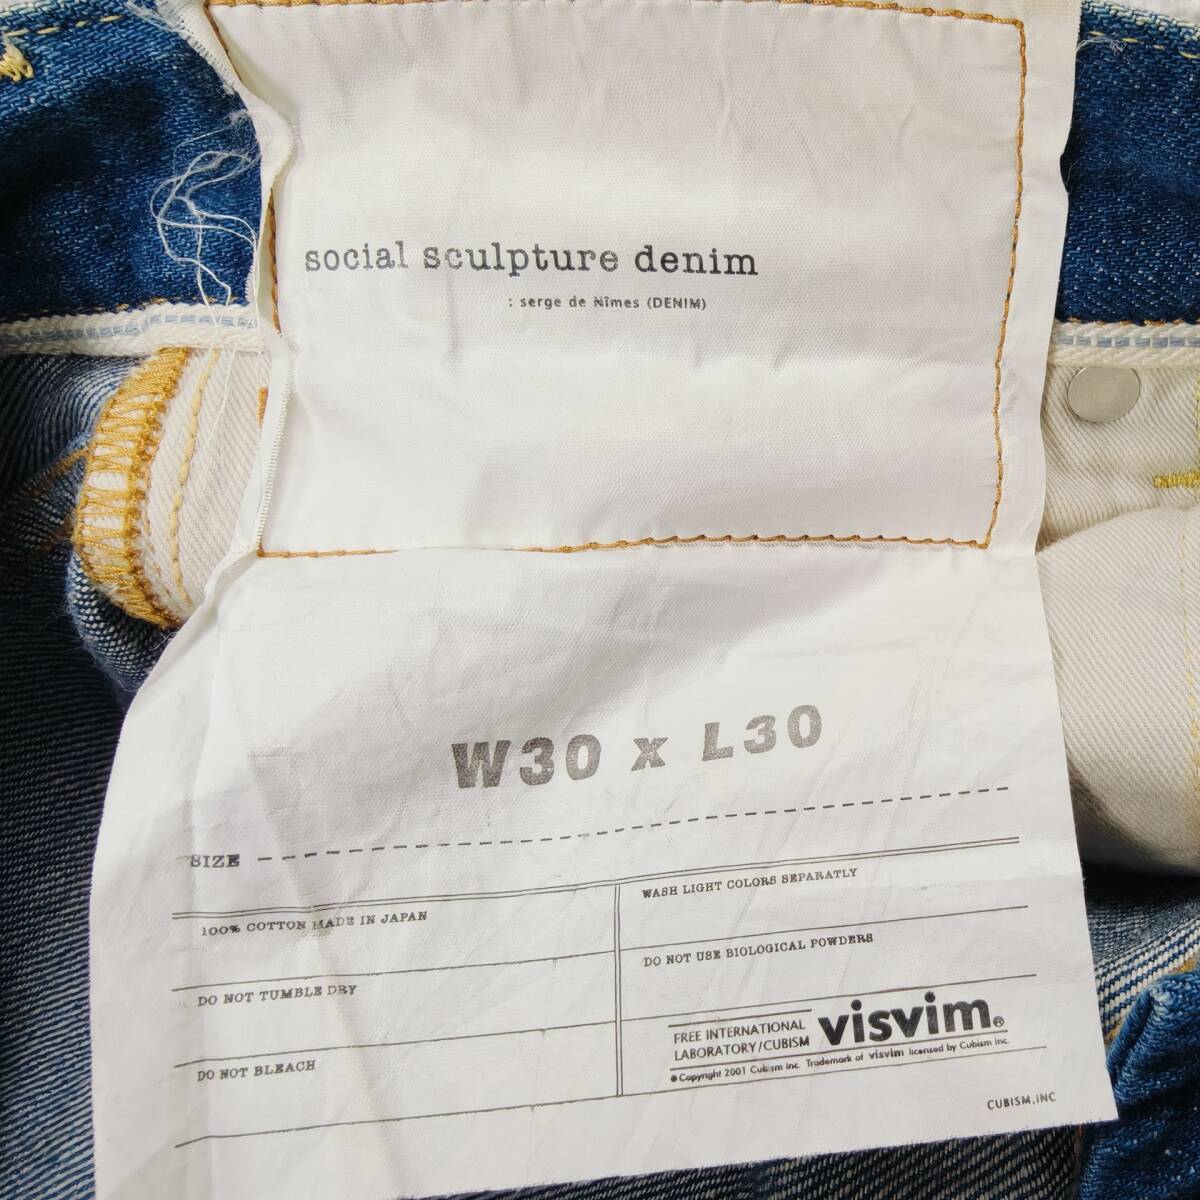 social sculpture denim
: serge de Nîmes (DENIM)
W30 x L30
SIZE
100% COTTON MADE IN JAPAN
DO NOT TUMBLE DRY
DO NOT BLEACH
WASH LIGHT COLORS SEPARATLY
DO NOT USE BIOLOGICAL POWDERS
FREE INTERNATIONAL
LABORATORY/CUBISM
visvim®
●Copyright 2001 Cubism inc. Trademark of visvim licensed by Cubism inc.
CUBISM,INC